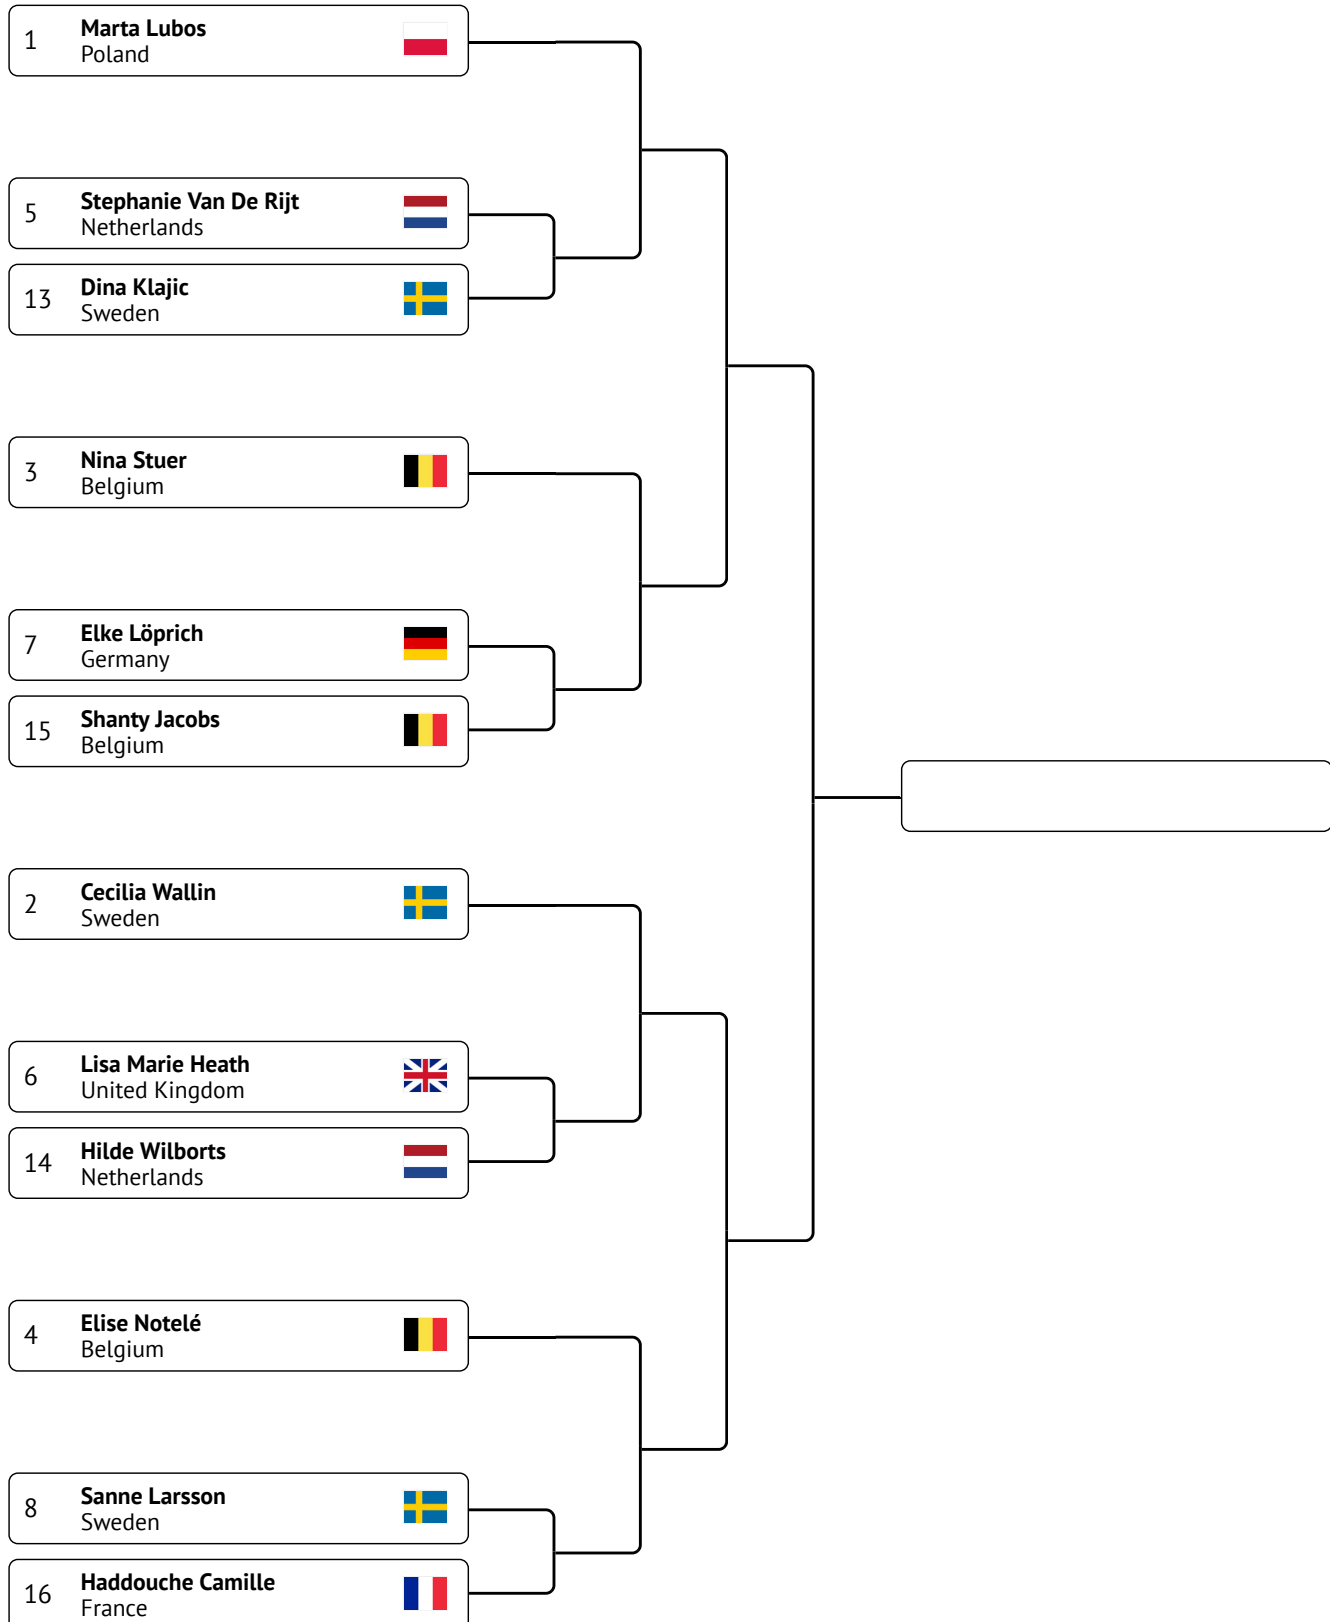 1
Marta Lubos
Poland
5
Stephanie Van De Rijt
Netherlands
13
Dina Klajic
Sweden
3
Nina Stuer
Belgium
7
Elke Löprich
Germany
15
Shanty Jacobs
Belgium
2
Cecilia Wallin
Sweden
6
Lisa Marie Heath
United Kingdom
14
Hilde Wilborts
Netherlands
4
Elise Notelé
Belgium
8
Sanne Larsson
Sweden
16
Haddouche Camille
France